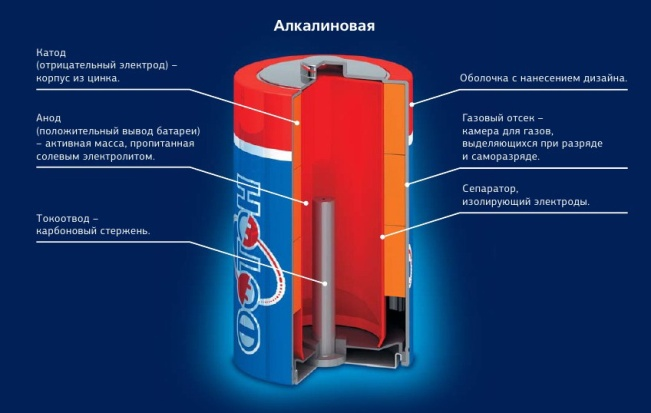 Алкалиновая
Катод
(отрицательный электрод) –
корпус из цинка.
Анод
(положительный вывод батареи)
– активная масса, пропитанная
солевым электролитом.
Токоотвод –
карбоновый стержень.
Оболочка с нанесением дизайна.
Газовый отсек –
камера для газов,
выделяющихся при разряде
и саморазряде.
Сепаратор,
изолирующий электроды.